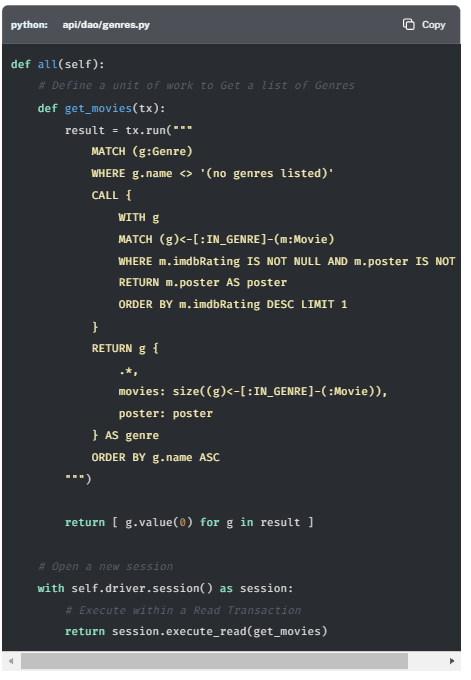 python: api/dao/genres.py Copy
def all(self):
# Define a unit of work to Get a list of Genres
def get_movies(tx):
result = tx.run("""
MATCH (g:Genre)
WHERE g.name <> '(no genres listed)'
CALL {
WITH g
MATCH (g)<-[:IN_GENRE]-(m:Movie)
WHERE m.imdbRating IS NOT NULL AND m.poster IS NOT
RETURN m.poster AS poster
ORDER BY m.imdbRating DESC LIMIT 1
}
RETURN g {
.*,
movies: size((g)<-[:IN_GENRE]-(:Movie)),
poster: poster
} AS genre
ORDER BY g.name ASC
""")
return [ g.value(0) for g in result ]
# Open a new session
with self.driver.session() as session:
# Execute within a Read Transaction
return session.execute_read(get_movies)